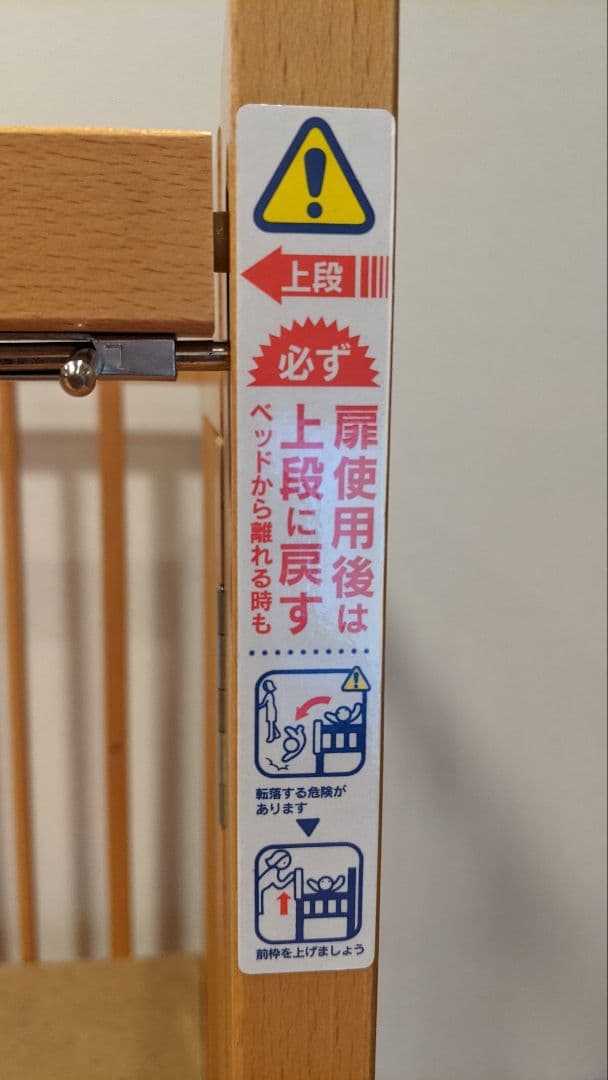 上段
必ず
扉使用後は
上段に戻す
ベッドから離れる時も
転落する危険が
あります
前枠を上げましょう